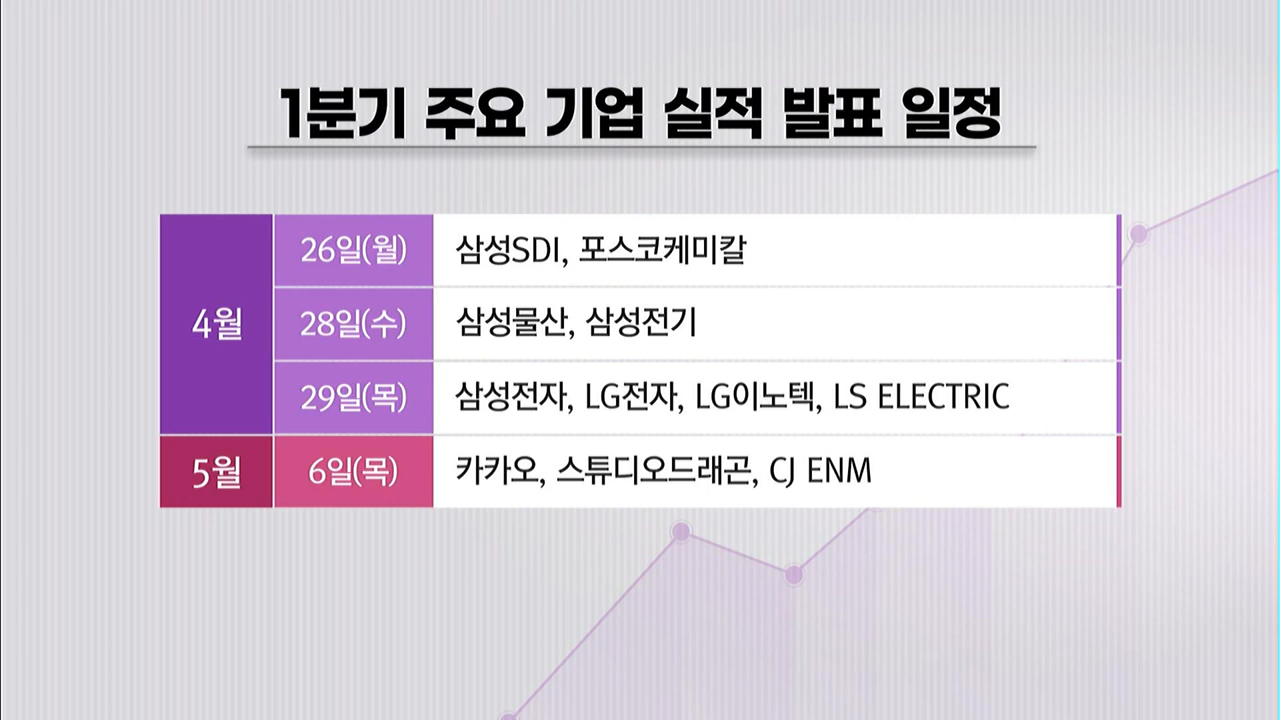 1분기 주요 기업 실적 발표 일정
4월
26일(월) 삼성SDI, 포스코케미칼
28일(수) 삼성물산, 삼성전기
29일(목) 삼성전자, LG전자, LG이노텍, LS ELECTRIC
5월
6일(목) 카카오, 스튜디오드래곤, CJ ENM